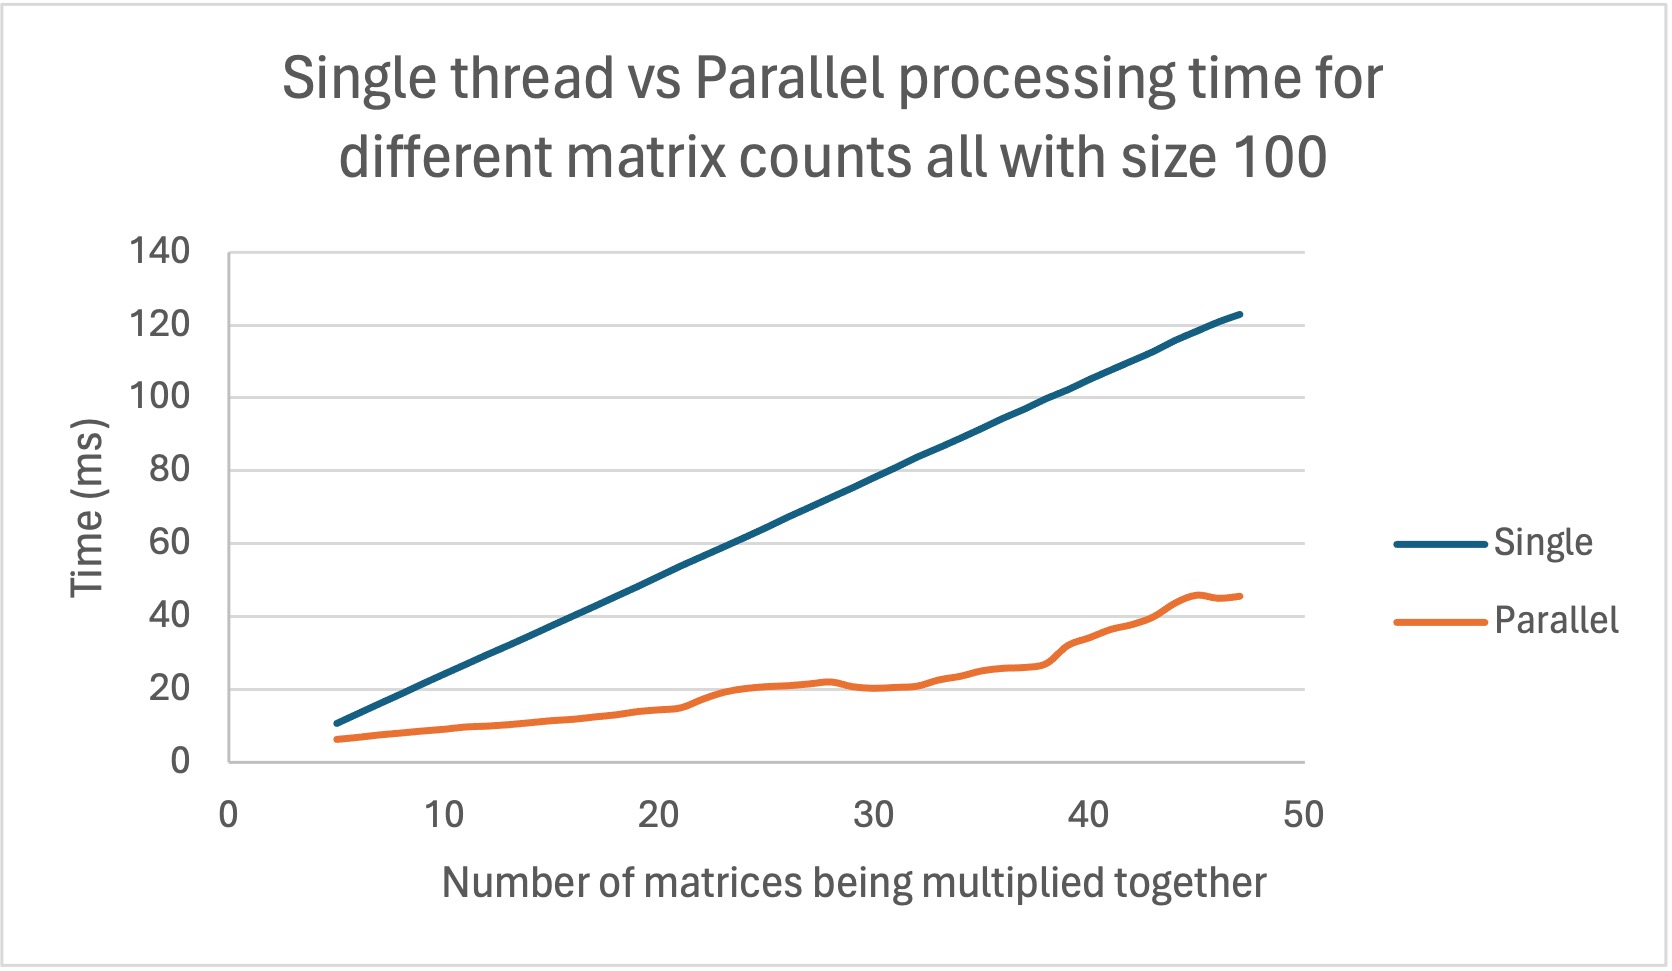 Single thread vs Parallel processing time for
different matrix counts all with size 100
140
120
100
80
60
40
20
0
Time (ms)
0 10 20 30 40 50
Number of matrices being multiplied together
Single
Parallel